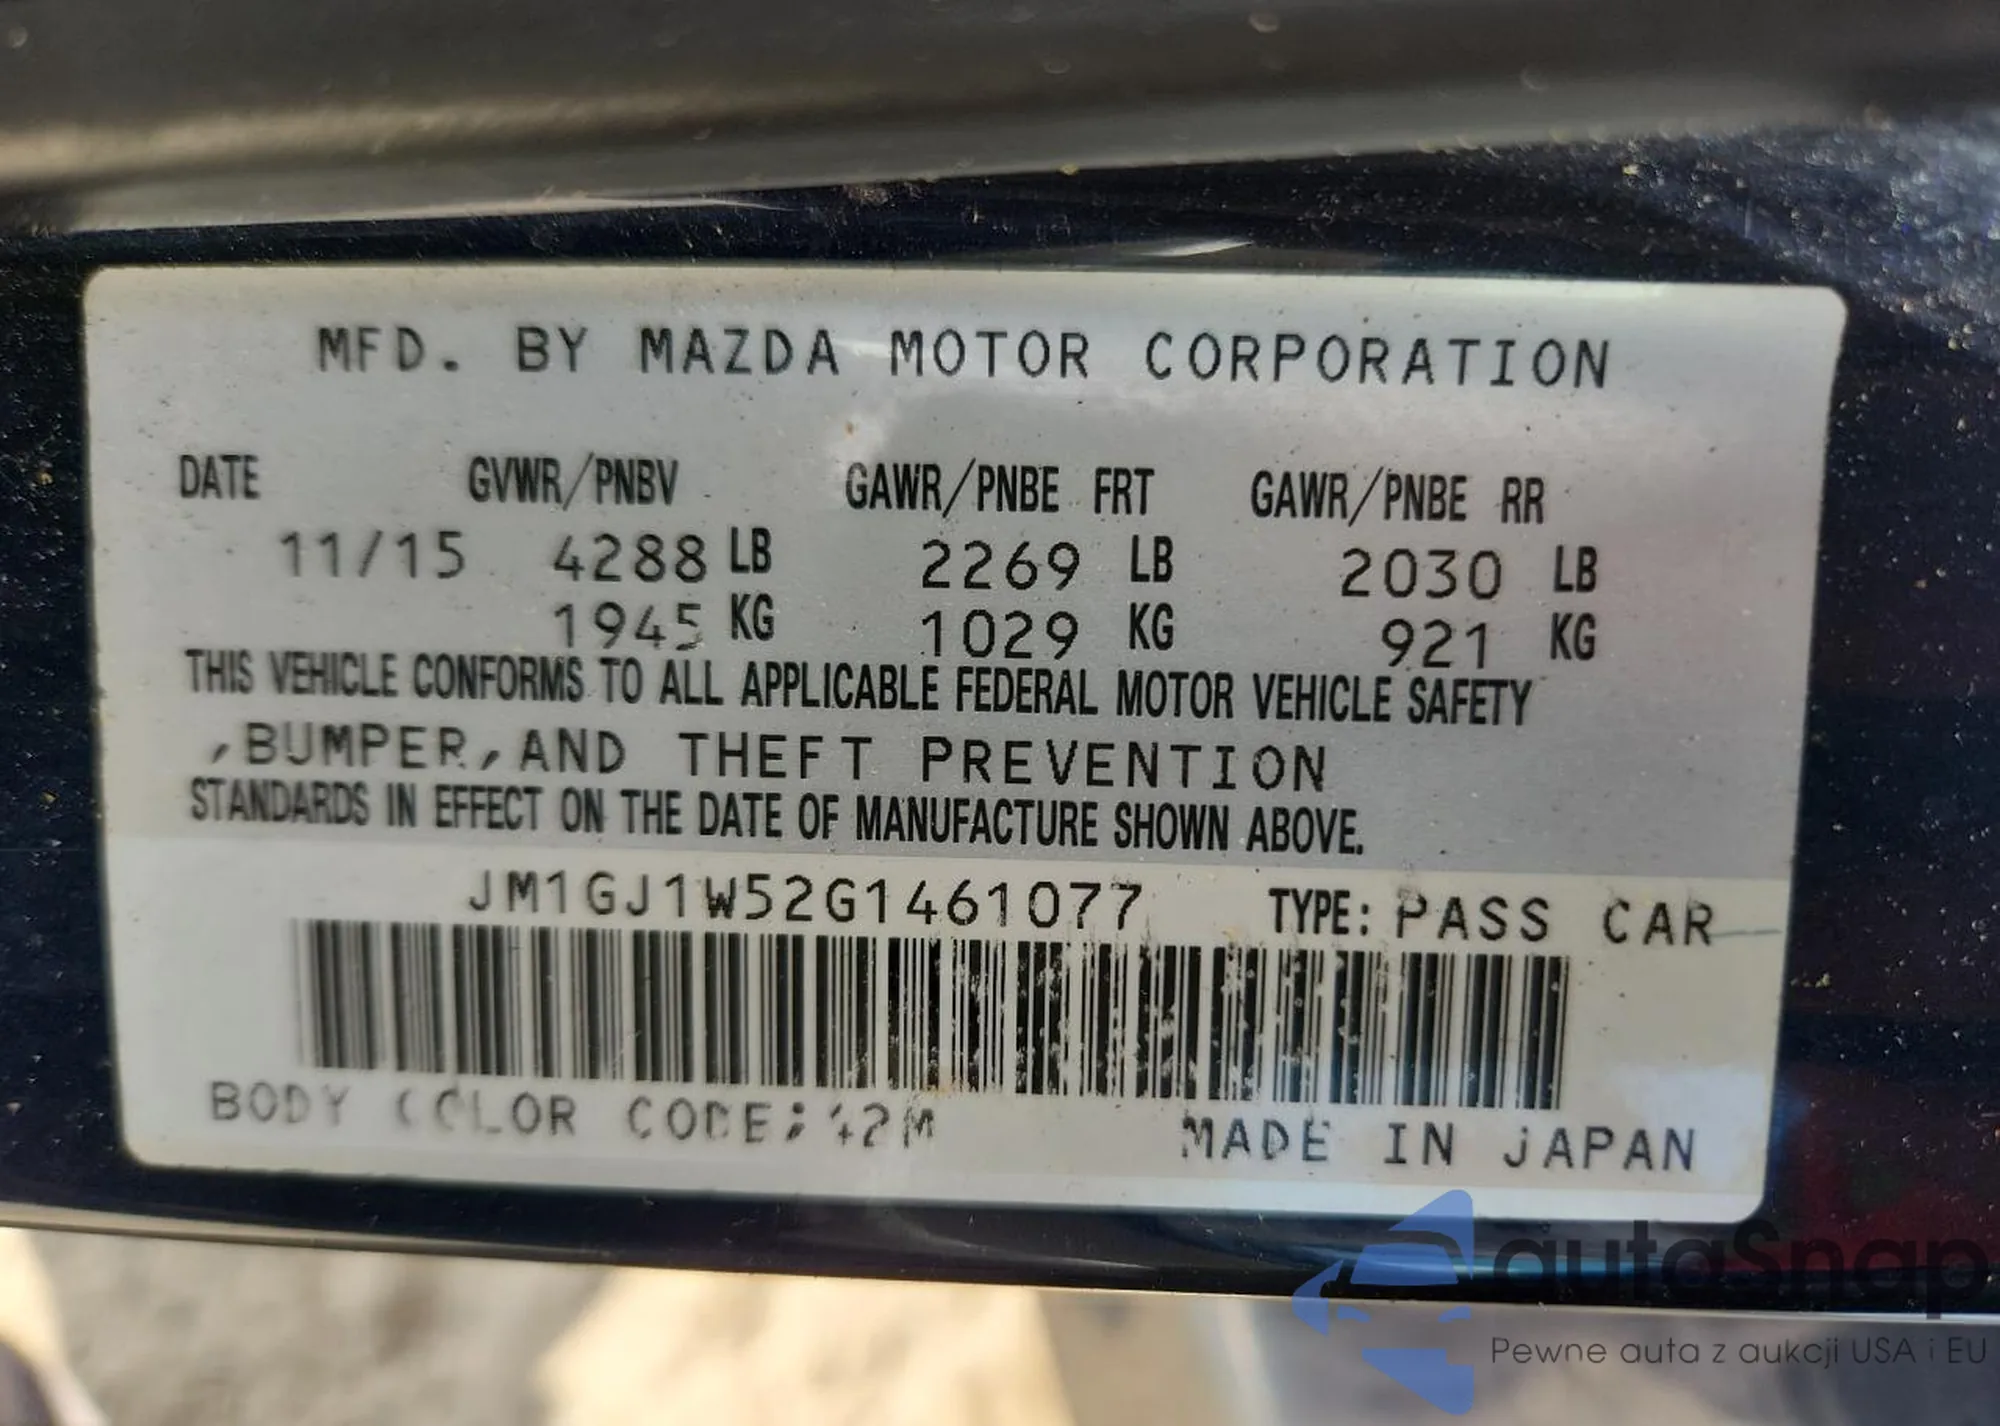 MFD. BY MAZDA MOTOR CORPORATION
DATE GVWR/PNBV GAWR/PNBE FRT GAWR/PNBE RR
11/15 4288 LB 2269 LB 2030 LB
1945 KG 1029 KG 921 KG
THIS VEHICLE CONFORMS TO ALL APPLICABLE FEDERAL MOTOR VEHICLE SAFETY
,BUMPER,AND THEFT PREVENTION
STANDARDS IN EFFECT ON THE DATE OF MANUFACTURE SHOWN ABOVE.
JM1GJ1W52G1461077 TYPE: PASS CAR
BODY COLOR CODE: 42M MADE IN JAPAN
autoSnap
Pewne auta z aukcji USA i EU